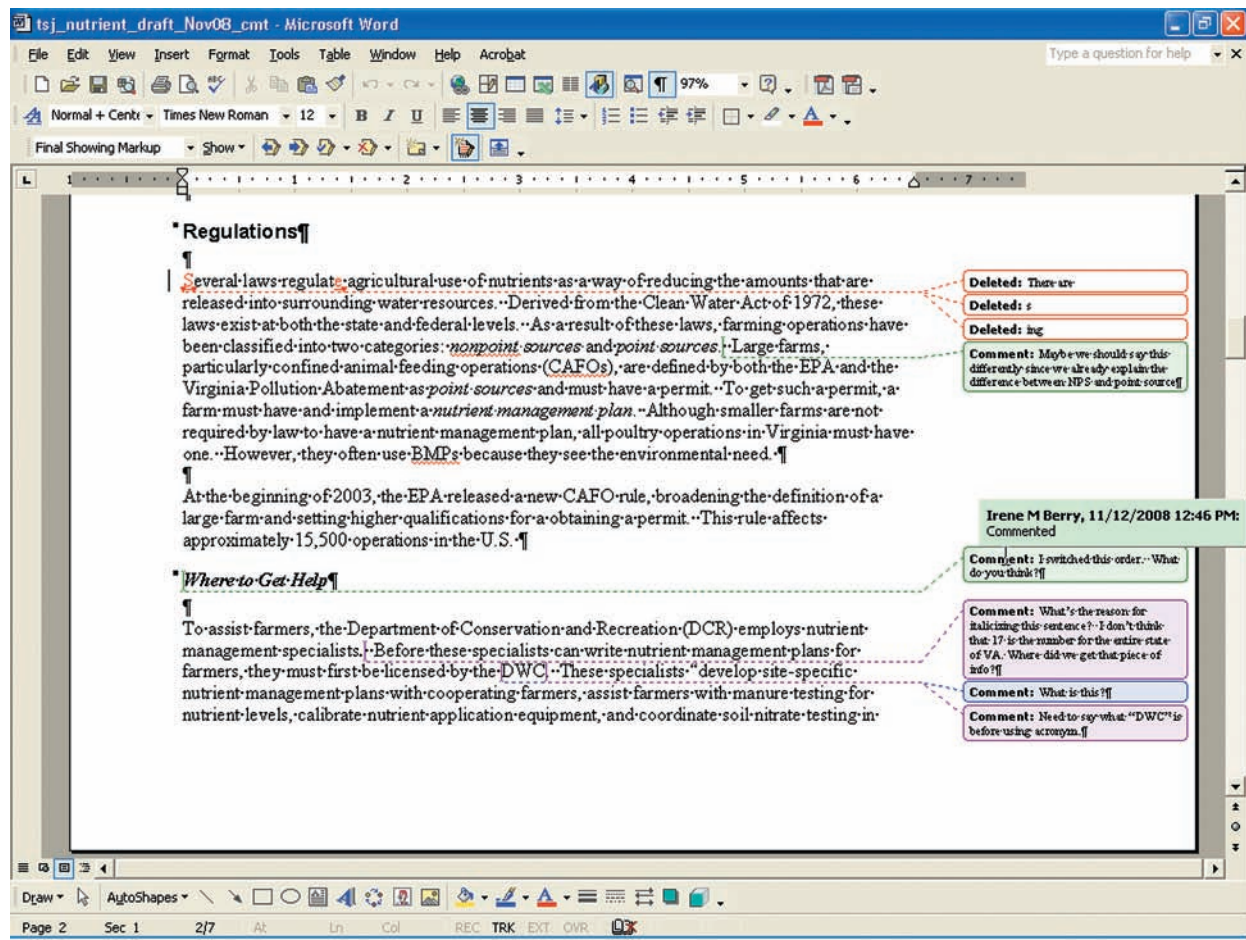 tsj_nutrient_draft_Nov08_cmt - Microsoft Word
File Edit View Insert Format Tools Table Window Help Acrobat Type a question for help
97%
Normal + Cente Times New Roman 12 B I U
Final Showing Markup Show
1 1 2 3 4 5 6 7
Regulations¶
¶
Several laws regulate agricultural use of nutrients as a way of reducing the amounts that are
released into surrounding water resources. Derived from the Clean Water Act of 1972, these
laws exist at both the state and federal levels. As a result of these laws, farming operations have
been classified into two categories: nonpoint sources and point sources. Large farms,
particularly confined animal feeding operations (CAFOs), are defined by both the EPA and the
Virginia Pollution Abatement as point sources and must have a permit. To get such a permit, a
farm must have and implement a nutrient management plan. Although smaller farms are not
required by law to have a nutrient management plan, all poultry operations in Virginia must have
one. However, they often use BMPs because they see the environmental need. ¶
¶
At the beginning of 2003, the EPA released a new CAFO rule, broadening the definition of a
large farm and setting higher qualifications for a obtaining a permit. This rule affects
approximately 15,500 operations in the U.S. ¶
Where to Get Help¶
¶
To assist farmers, the Department of Conservation and Recreation (DCR) employs nutrient
management specialists. Before these specialists can write nutrient management plans for
farmers, they must first be licensed by the DWC. These specialists “develop site-specific
nutrient management plans with cooperating farmers, assist farmers with manure testing for
nutrient levels, calibrate nutrient application equipment, and coordinate soil nitrate testing in
Deleted: There are
Deleted: s
Deleted: ing
Comment: Maybe we should say this
differently since we already explain the
difference between NPS and point source¶
Irene M Berry, 11/12/2008 12:46 PM:
Commented
Comment: I switched this order. What
do you think?¶
Comment: What's the reason for
italicizing this sentence? I don't think
that 17 is the number for the entire state
of VA. Where did we get that piece of
info?¶
Comment: What is this?¶
Comment: Need to say what “DWC” is
before using acronym.¶
Draw AutoShapes
Page 2 Sec 1 2/7 At Ln Col REC TRK EXT OVR